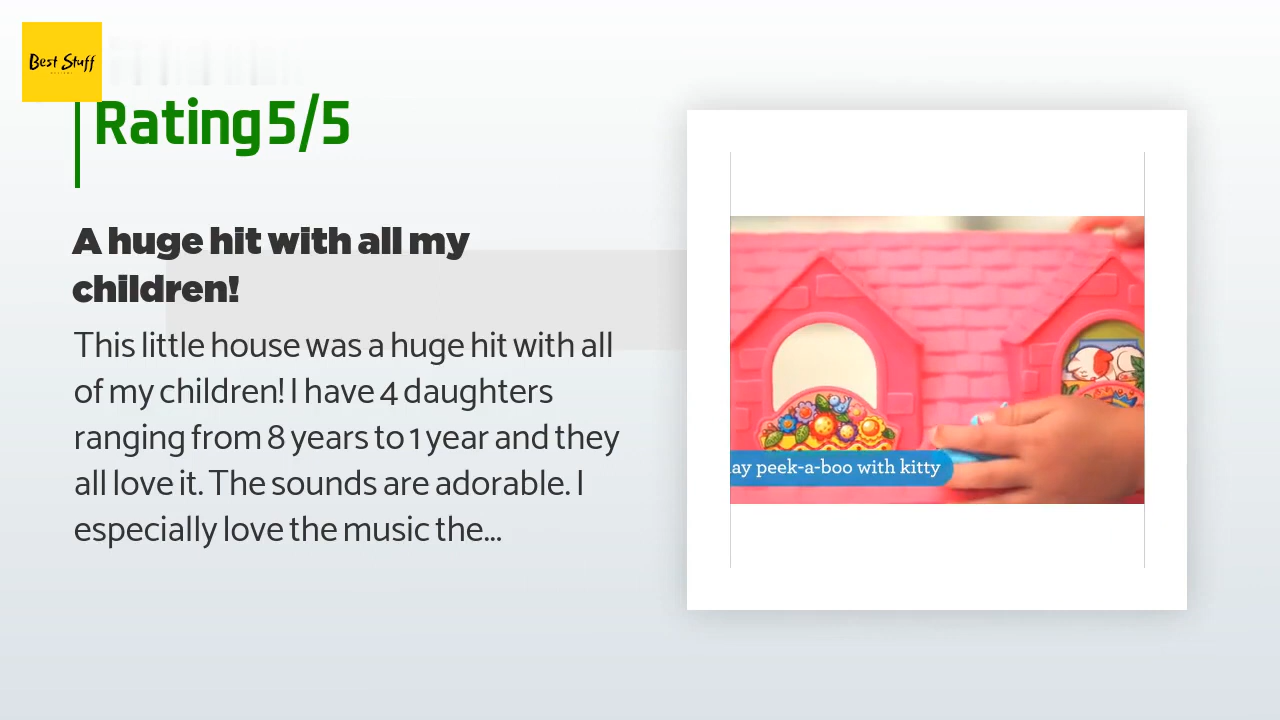 Best Stuff
Rating 5/5
A huge hit with all my
children!
This little house was a huge hit with all
of my children! I have 4 daughters
ranging from 8 years to 1 year and they
all love it. The sounds are adorable. I
especially love the music the...
ay peek-a-boo with kitty